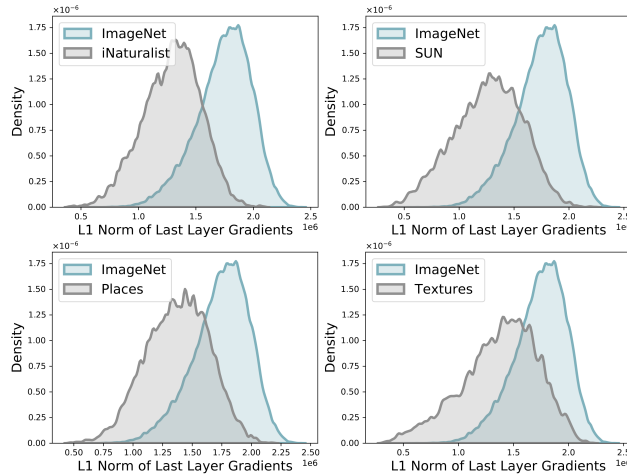 ×10⁻⁶
1.75
1.50
1.25
1.00
0.75
0.50
0.25
0.00
Density
ImageNet
iNaturalist
0.5 1.0 1.5 2.0 2.5
1e6
L1 Norm of Last Layer Gradients
×10⁻⁶
1.75
1.50
1.25
1.00
0.75
0.50
0.25
0.00
Density
ImageNet
SUN
0.5 1.0 1.5 2.0 2.5
1e6
L1 Norm of Last Layer Gradients
×10⁻⁶
1.75
1.50
1.25
1.00
0.75
0.50
0.25
0.00
Density
ImageNet
Places
0.50 0.75 1.00 1.25 1.50 1.75 2.00 2.25 2.50
1e6
L1 Norm of Last Layer Gradients
×10⁻⁶
1.75
1.50
1.25
1.00
0.75
0.50
0.25
0.00
Density
ImageNet
Textures
0.5 1.0 1.5 2.0 2.5
1e6
L1 Norm of Last Layer Gradients